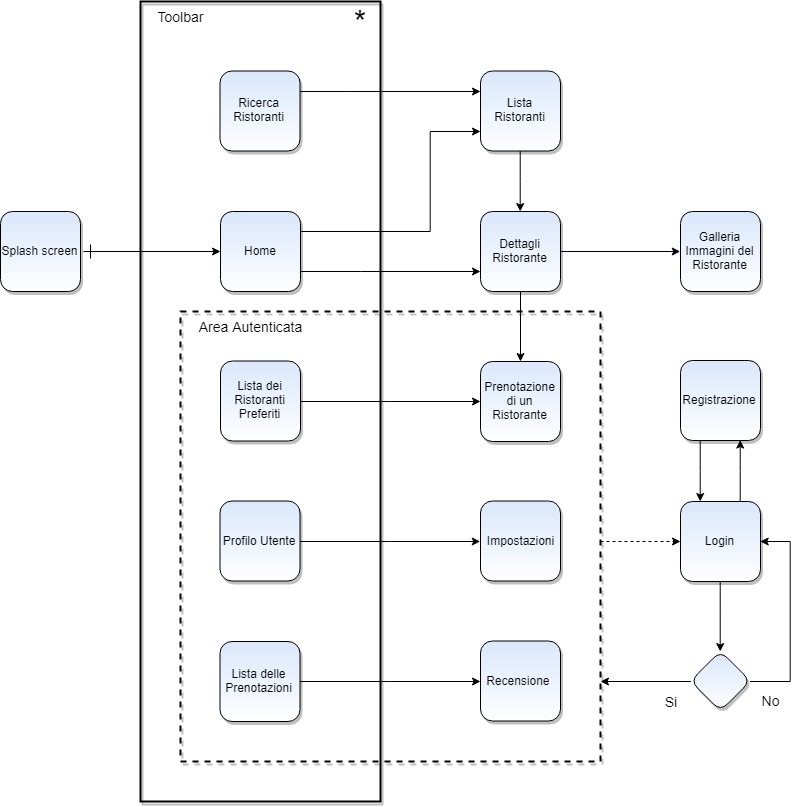 Toolbar *
Ricerca
Ristoranti
Lista
Ristoranti
Splash screen
Home
Dettagli
Ristorante
Galleria
Immagini del
Ristorante
Area Autenticata
Lista dei
Ristoranti
Preferiti
Prenotazione
di un
Ristorante
Registrazione
Profilo Utente
Impostazioni
Login
Lista delle
Prenotazioni
Recensione
Si
No